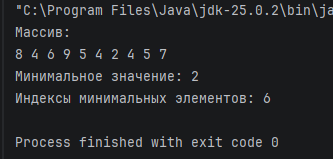 "C:\Program Files\Java\jdk-25.0.2\bin\ja
Массив:
8 4 6 9 5 4 2 4 5 7
Минимальное значение: 2
Индексы минимальных элементов: 6
Process finished with exit code 0